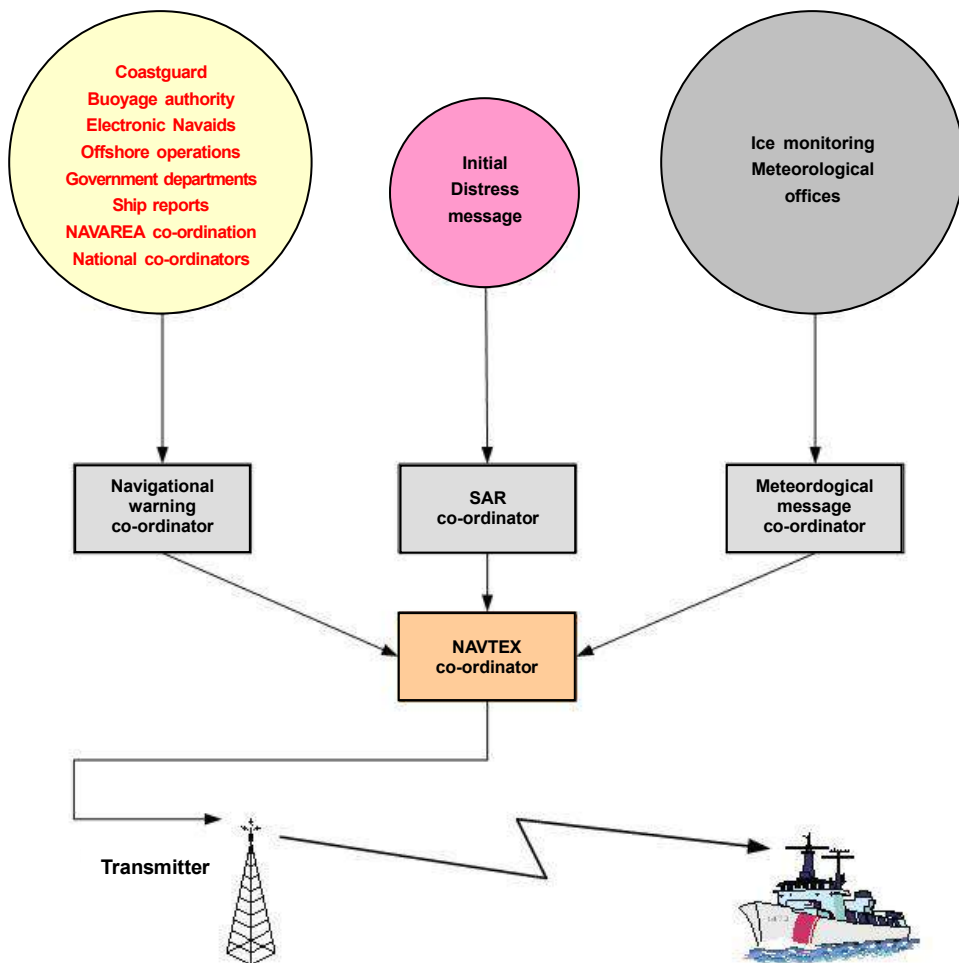 Coastguard
Buoyage authority
Electronic Navaids
Offshore operations
Government departments
Ship reports
NAVAREA co-ordination
National co-ordinators
Initial
Distress
message
Ice monitoring
Meteorological
offices
Navigational
warning
co-ordinator
SAR
co-ordinator
Meteordogical
message
co-ordinator
NAVTEX
co-ordinator
Transmitter